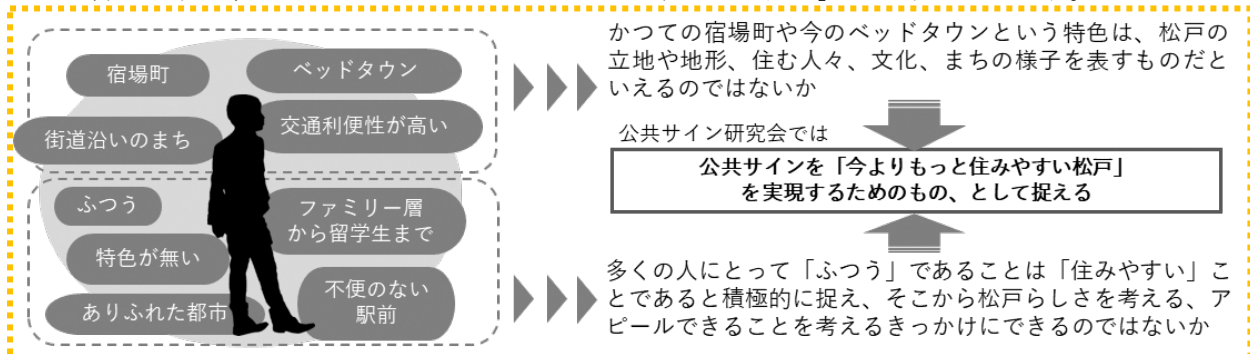 宿場町
ベッドタウン
街道沿いのまち
交通利便性が高い
かつての宿場町や今のベッドタウンという特色は、松戸の
立地や地形、住む人々、文化、まちの様子を表すものだと
いえるのではないか
公共サイン研究会では
公共サインを「今よりもっと住みやすい松戸」
を実現するためのもの、として捉える
ふつう
ファミリー層
から留学生まで
特色が無い
ありふれた都市
不便のない
駅前
多くの人にとって「ふつう」であることは「住みやすい」こ
とであると積極的に捉え、そこから松戸らしさを考える、ア
ピールできることを考えるきっかけにできるのではないか